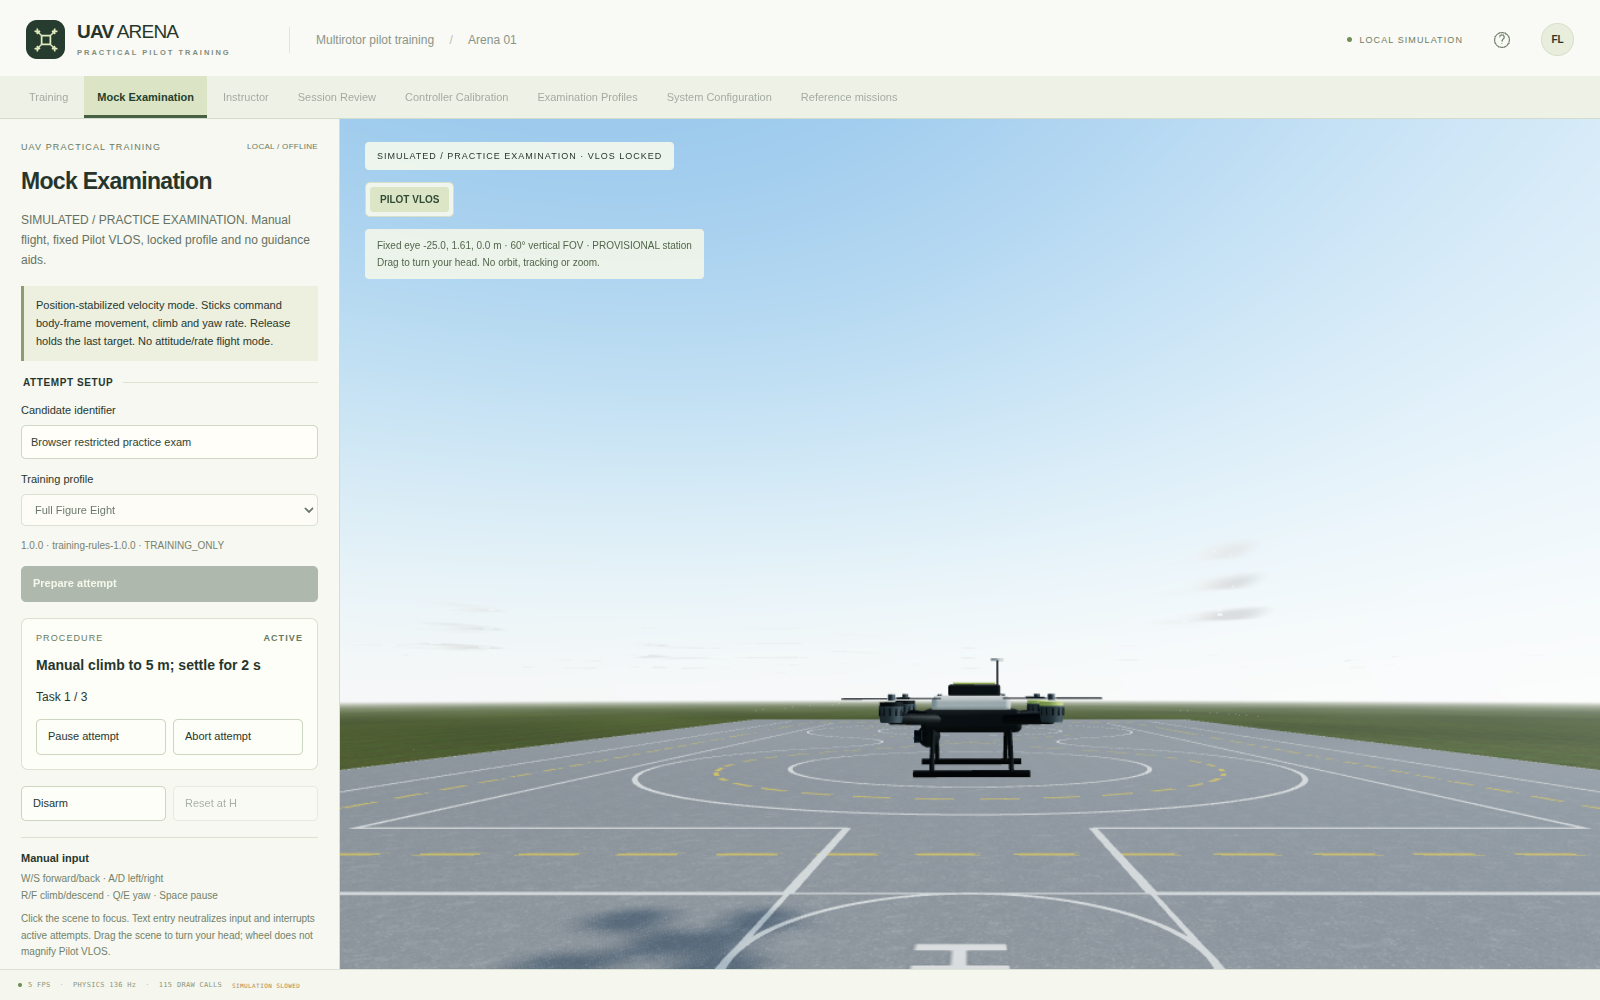 UAV ARENA
PRACTICAL PILOT TRAINING
Multirotor pilot training / Arena 01
LOCAL SIMULATION
?
FL
Training
Mock Examination
Instructor
Session Review
Controller Calibration
Examination Profiles
System Configuration
Reference missions
UAV PRACTICAL TRAINING
LOCAL / OFFLINE
Mock Examination
SIMULATED / PRACTICE EXAMINATION. Manual
flight, fixed Pilot VLOS, locked profile and no guidance
aids.
Position-stabilized velocity mode. Sticks command
body-frame movement, climb and yaw rate. Release
holds the last target. No attitude/rate flight mode.
ATTEMPT SETUP
Candidate identifier
Browser restricted practice exam
Training profile
Full Figure Eight
1.0.0 · training-rules-1.0.0 · TRAINING_ONLY
Prepare attempt
PROCEDURE
ACTIVE
Manual climb to 5 m; settle for 2 s
Task 1 / 3
Pause attempt
Abort attempt
Disarm
Reset at H
Manual input
W/S forward/back · A/D left/right
R/F climb/descend · Q/E yaw · Space pause
Click the scene to focus. Text entry neutralizes input and interrupts
active attempts. Drag the scene to turn your head; wheel does not
magnify Pilot VLOS.
SIMULATED / PRACTICE EXAMINATION · VLOS LOCKED
PILOT VLOS
Fixed eye -25.0, 1.61, 0.0 m · 60° vertical FOV · PROVISIONAL station
Drag to turn your head. No orbit, tracking or zoom.
H
5 FPS · PHYSICS 136 Hz · 115 DRAW CALLS SIMULATION SLOWED